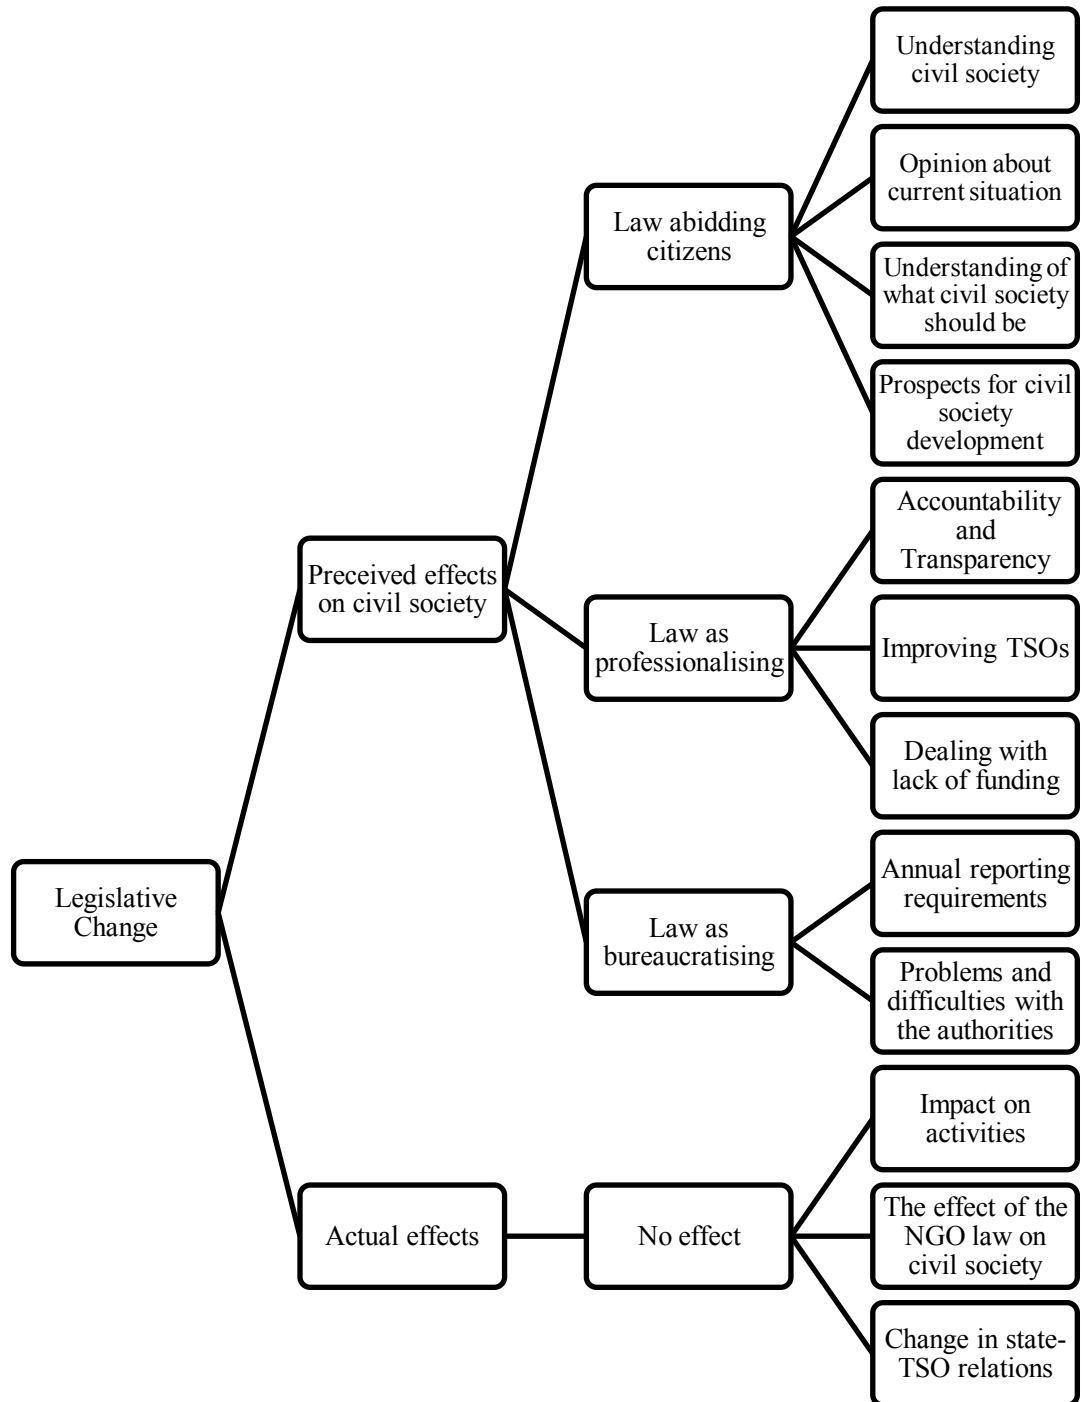 Understanding
civil society
Opinion about
current situation
Law abidding
citizens
Understanding of
what civil society
should be
Prospects for civil
society
development
Accountability
and
Transparency
Preceived effects
on civil society
Law as
professionalising
Improving TSOs
Dealing with
lack of funding
Annual reporting
requirements
Legislative
Change
Law as
bureaucratising
Problems and
difficulties with
the authorities
Impact on
activities
Actual effects
No effect
The effect of the
NGO law on
civil society
Change in state-
TSO relations